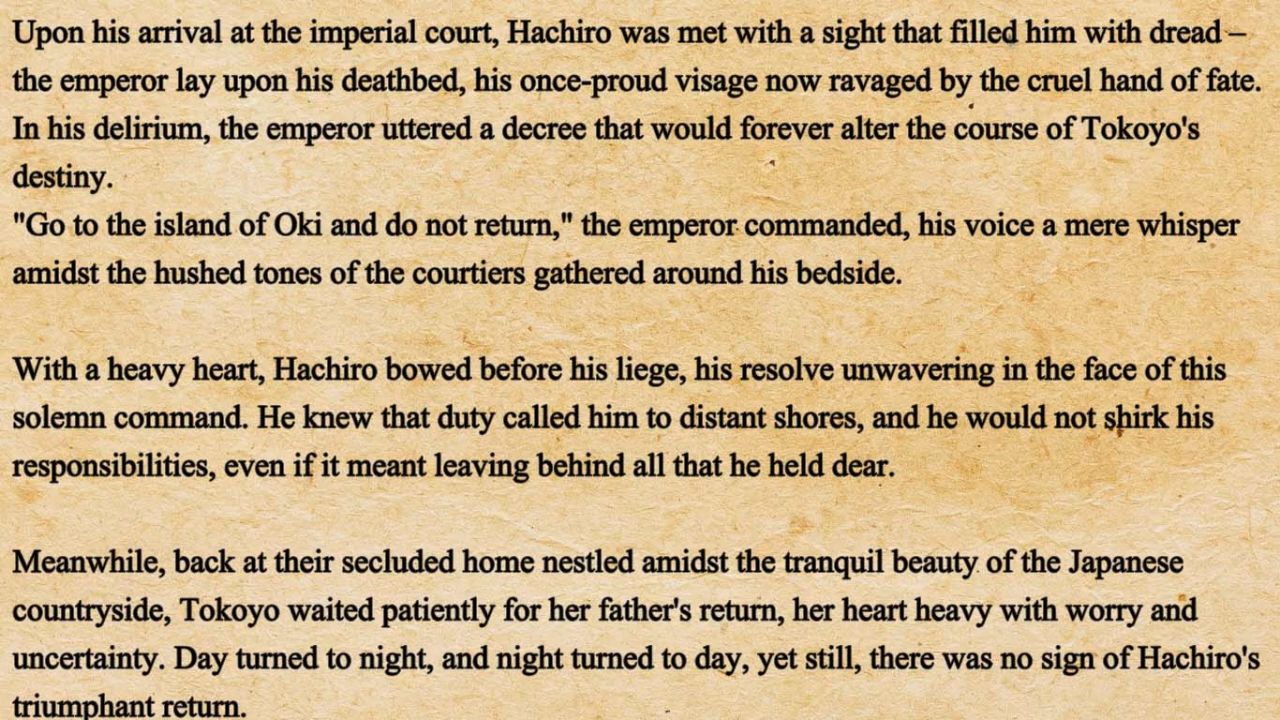 Upon his arrival at the imperial court, Hachiro was met with a sight that filled him with dread –
the emperor lay upon his deathbed, his once-proud visage now ravaged by the cruel hand of fate.
In his delirium, the emperor uttered a decree that would forever alter the course of Tokoyo's
destiny.
"Go to the island of Oki and do not return," the emperor commanded, his voice a mere whisper
amidst the hushed tones of the courtiers gathered around his bedside.
With a heavy heart, Hachiro bowed before his liege, his resolve unwavering in the face of this
solemn command. He knew that duty called him to distant shores, and he would not shirk his
responsibilities, even if it meant leaving behind all that he held dear.
Meanwhile, back at their secluded home nestled amidst the tranquil beauty of the Japanese
countryside, Tokoyo waited patiently for her father's return, her heart heavy with worry and
uncertainty. Day turned to night, and night turned to day, yet still, there was no sign of Hachiro's
triumphant return.